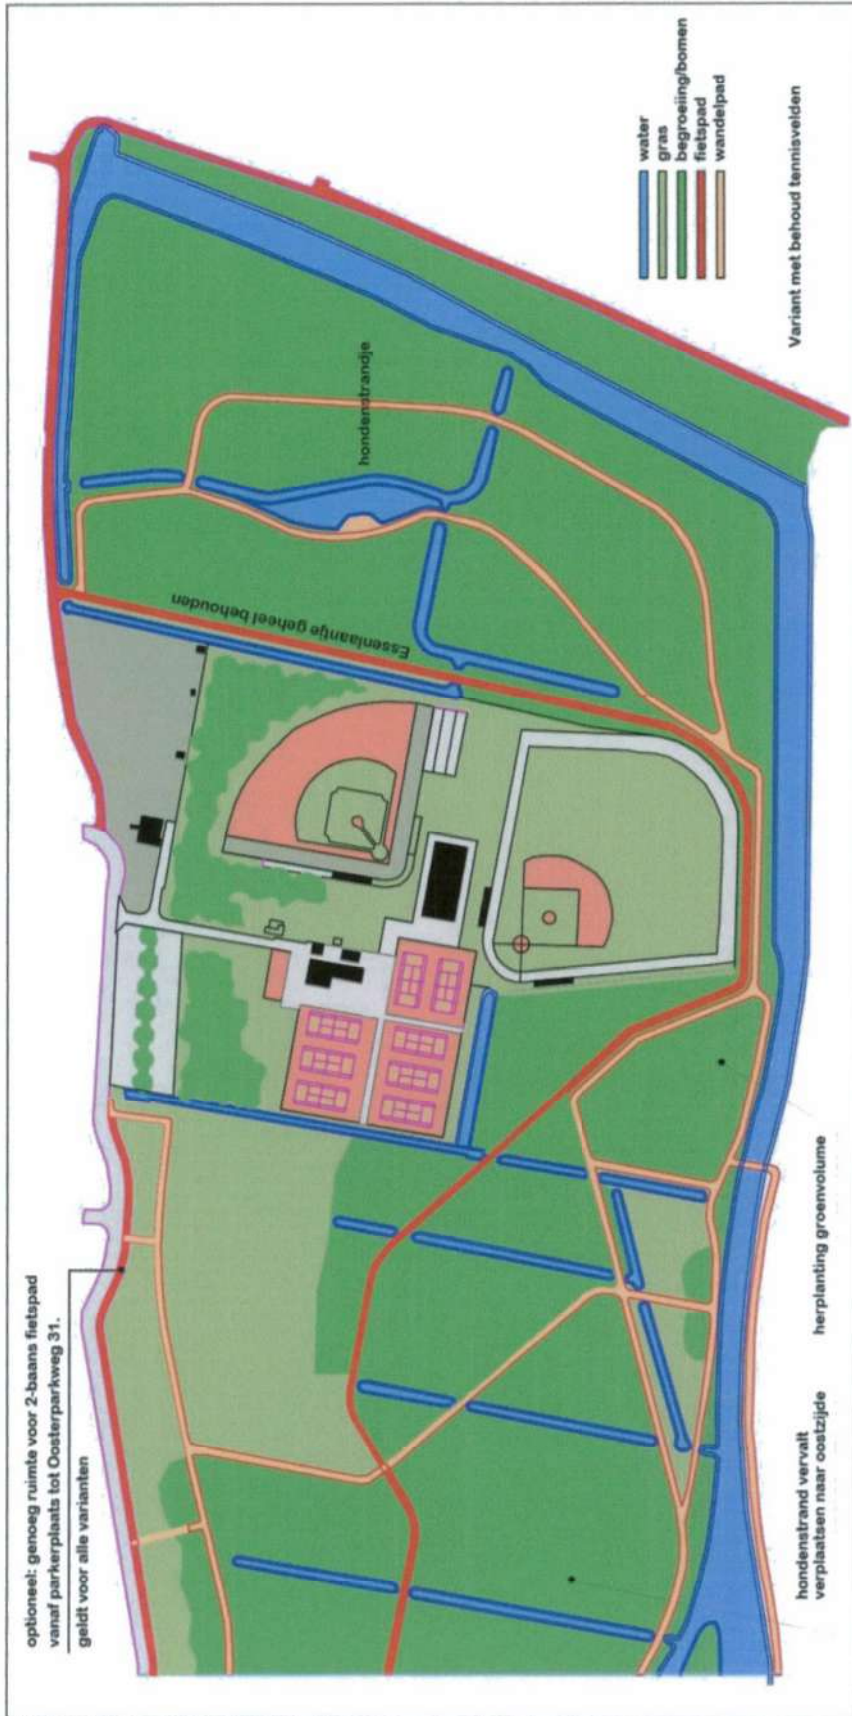 optioneel: genoeg ruimte voor 2-baans fietspad
vanaf parkerplaats tot Oosterparkweg 31.
geldt voor alle varianten
Essenlaantje geheel behouden
hondenstrandje
water
gras
begroeiing/bomen
fietspad
wandelpad
Variant met behoud tennisvelden
hondenstrand vervalt
verplaatsen naar oostzijde
herplanting groenvolume